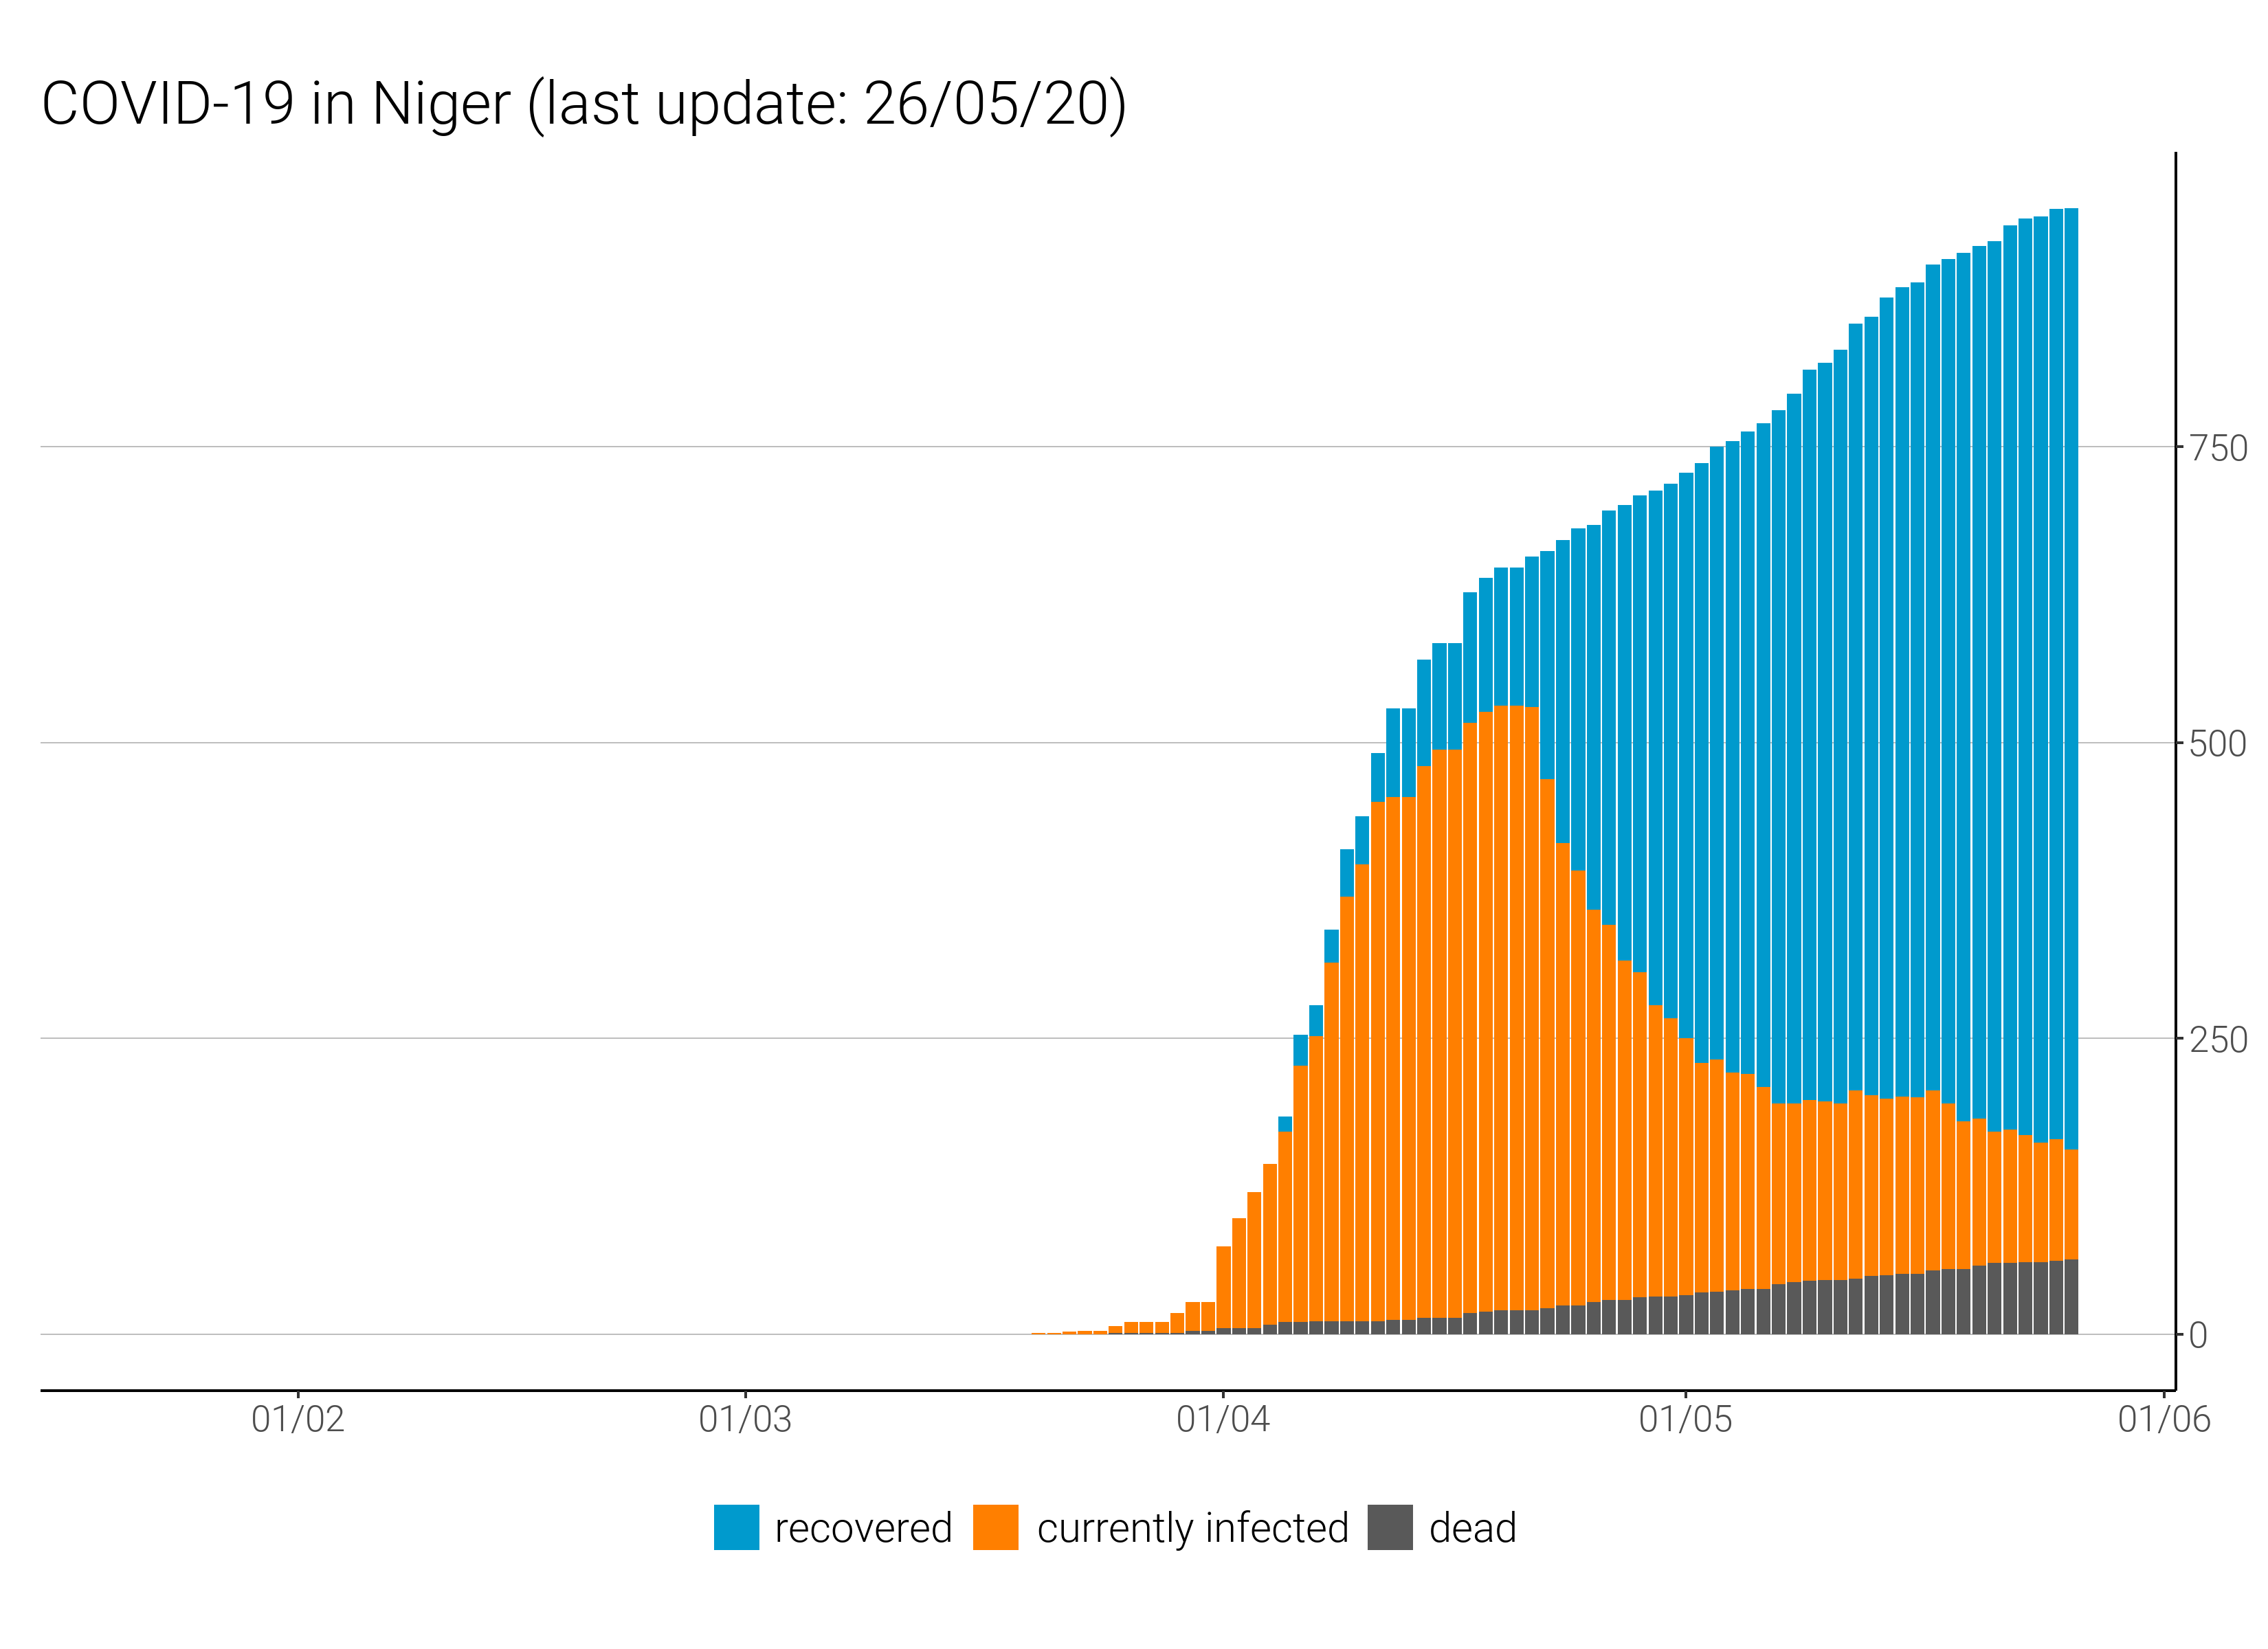 COVID-19 in Niger (last update: 26/05/20)
750
500
250
0
01/02 01/03 01/04 01/05 01/06
recovered currently infected dead